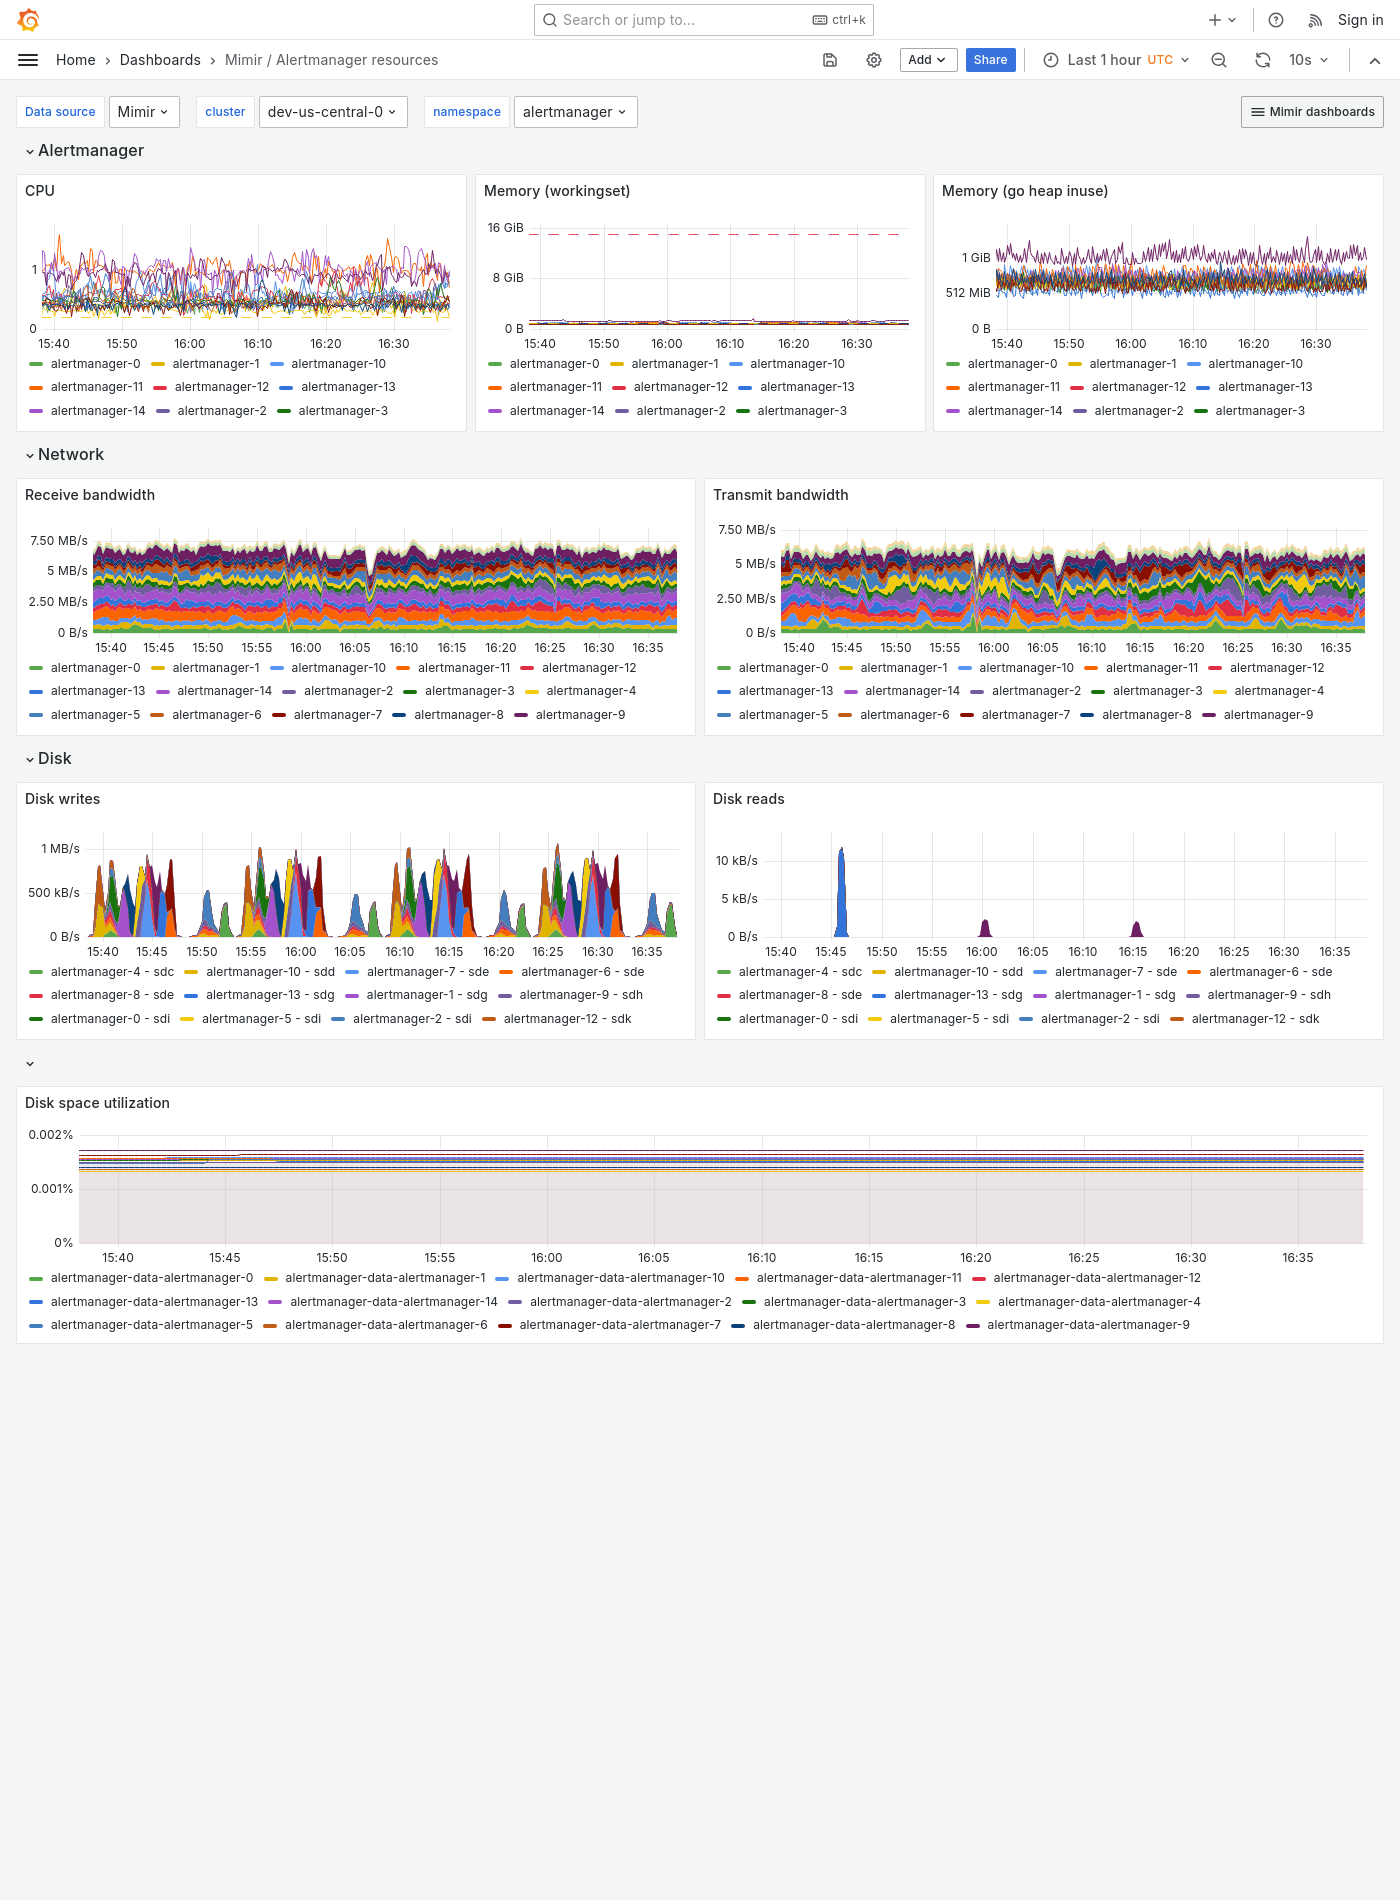 Search or jump to... ctrl+k Sign in
Home Dashboards Mimir / Alertmanager resources Add Share Last 1 hour UTC 10s
Data source Mimir cluster dev-us-central-0 namespace alertmanager Mimir dashboards
Alertmanager
CPU
1
0
15:40 15:50 16:00 16:10 16:20 16:30
alertmanager-0 alertmanager-1 alertmanager-10
alertmanager-11 alertmanager-12 alertmanager-13
alertmanager-14 alertmanager-2 alertmanager-3
Memory (workingset)
16 GiB
8 GiB
0 B
15:40 15:50 16:00 16:10 16:20 16:30
alertmanager-0 alertmanager-1 alertmanager-10
alertmanager-11 alertmanager-12 alertmanager-13
alertmanager-14 alertmanager-2 alertmanager-3
Memory (go heap inuse)
1 GiB
512 MiB
0 B
15:40 15:50 16:00 16:10 16:20 16:30
alertmanager-0 alertmanager-1 alertmanager-10
alertmanager-11 alertmanager-12 alertmanager-13
alertmanager-14 alertmanager-2 alertmanager-3
Network
Receive bandwidth
7.50 MB/s
5 MB/s
2.50 MB/s
0 B/s
15:40 15:45 15:50 15:55 16:00 16:05 16:10 16:15 16:20 16:25 16:30 16:35
alertmanager-0 alertmanager-1 alertmanager-10 alertmanager-11 alertmanager-12
alertmanager-13 alertmanager-14 alertmanager-2 alertmanager-3 alertmanager-4
alertmanager-5 alertmanager-6 alertmanager-7 alertmanager-8 alertmanager-9
Transmit bandwidth
7.50 MB/s
5 MB/s
2.50 MB/s
0 B/s
15:40 15:45 15:50 15:55 16:00 16:05 16:10 16:15 16:20 16:25 16:30 16:35
alertmanager-0 alertmanager-1 alertmanager-10 alertmanager-11 alertmanager-12
alertmanager-13 alertmanager-14 alertmanager-2 alertmanager-3 alertmanager-4
alertmanager-5 alertmanager-6 alertmanager-7 alertmanager-8 alertmanager-9
Disk
Disk writes
1 MB/s
500 kB/s
0 B/s
15:40 15:45 15:50 15:55 16:00 16:05 16:10 16:15 16:20 16:25 16:30 16:35
alertmanager-4 - sdc alertmanager-10 - sdd alertmanager-7 - sde alertmanager-6 - sde
alertmanager-8 - sde alertmanager-13 - sdg alertmanager-1 - sdg alertmanager-9 - sdh
alertmanager-0 - sdi alertmanager-5 - sdi alertmanager-2 - sdi alertmanager-12 - sdk
Disk reads
10 kB/s
5 kB/s
0 B/s
15:40 15:45 15:50 15:55 16:00 16:05 16:10 16:15 16:20 16:25 16:30 16:35
alertmanager-4 - sdc alertmanager-10 - sdd alertmanager-7 - sde alertmanager-6 - sde
alertmanager-8 - sde alertmanager-13 - sdg alertmanager-1 - sdg alertmanager-9 - sdh
alertmanager-0 - sdi alertmanager-5 - sdi alertmanager-2 - sdi alertmanager-12 - sdk
Disk space utilization
0.002%
0.001%
0%
15:40 15:45 15:50 15:55 16:00 16:05 16:10 16:15 16:20 16:25 16:30 16:35
alertmanager-data-alertmanager-0 alertmanager-data-alertmanager-1 alertmanager-data-alertmanager-10 alertmanager-data-alertmanager-11 alertmanager-data-alertmanager-12
alertmanager-data-alertmanager-13 alertmanager-data-alertmanager-14 alertmanager-data-alertmanager-2 alertmanager-data-alertmanager-3 alertmanager-data-alertmanager-4
alertmanager-data-alertmanager-5 alertmanager-data-alertmanager-6 alertmanager-data-alertmanager-7 alertmanager-data-alertmanager-8 alertmanager-data-alertmanager-9